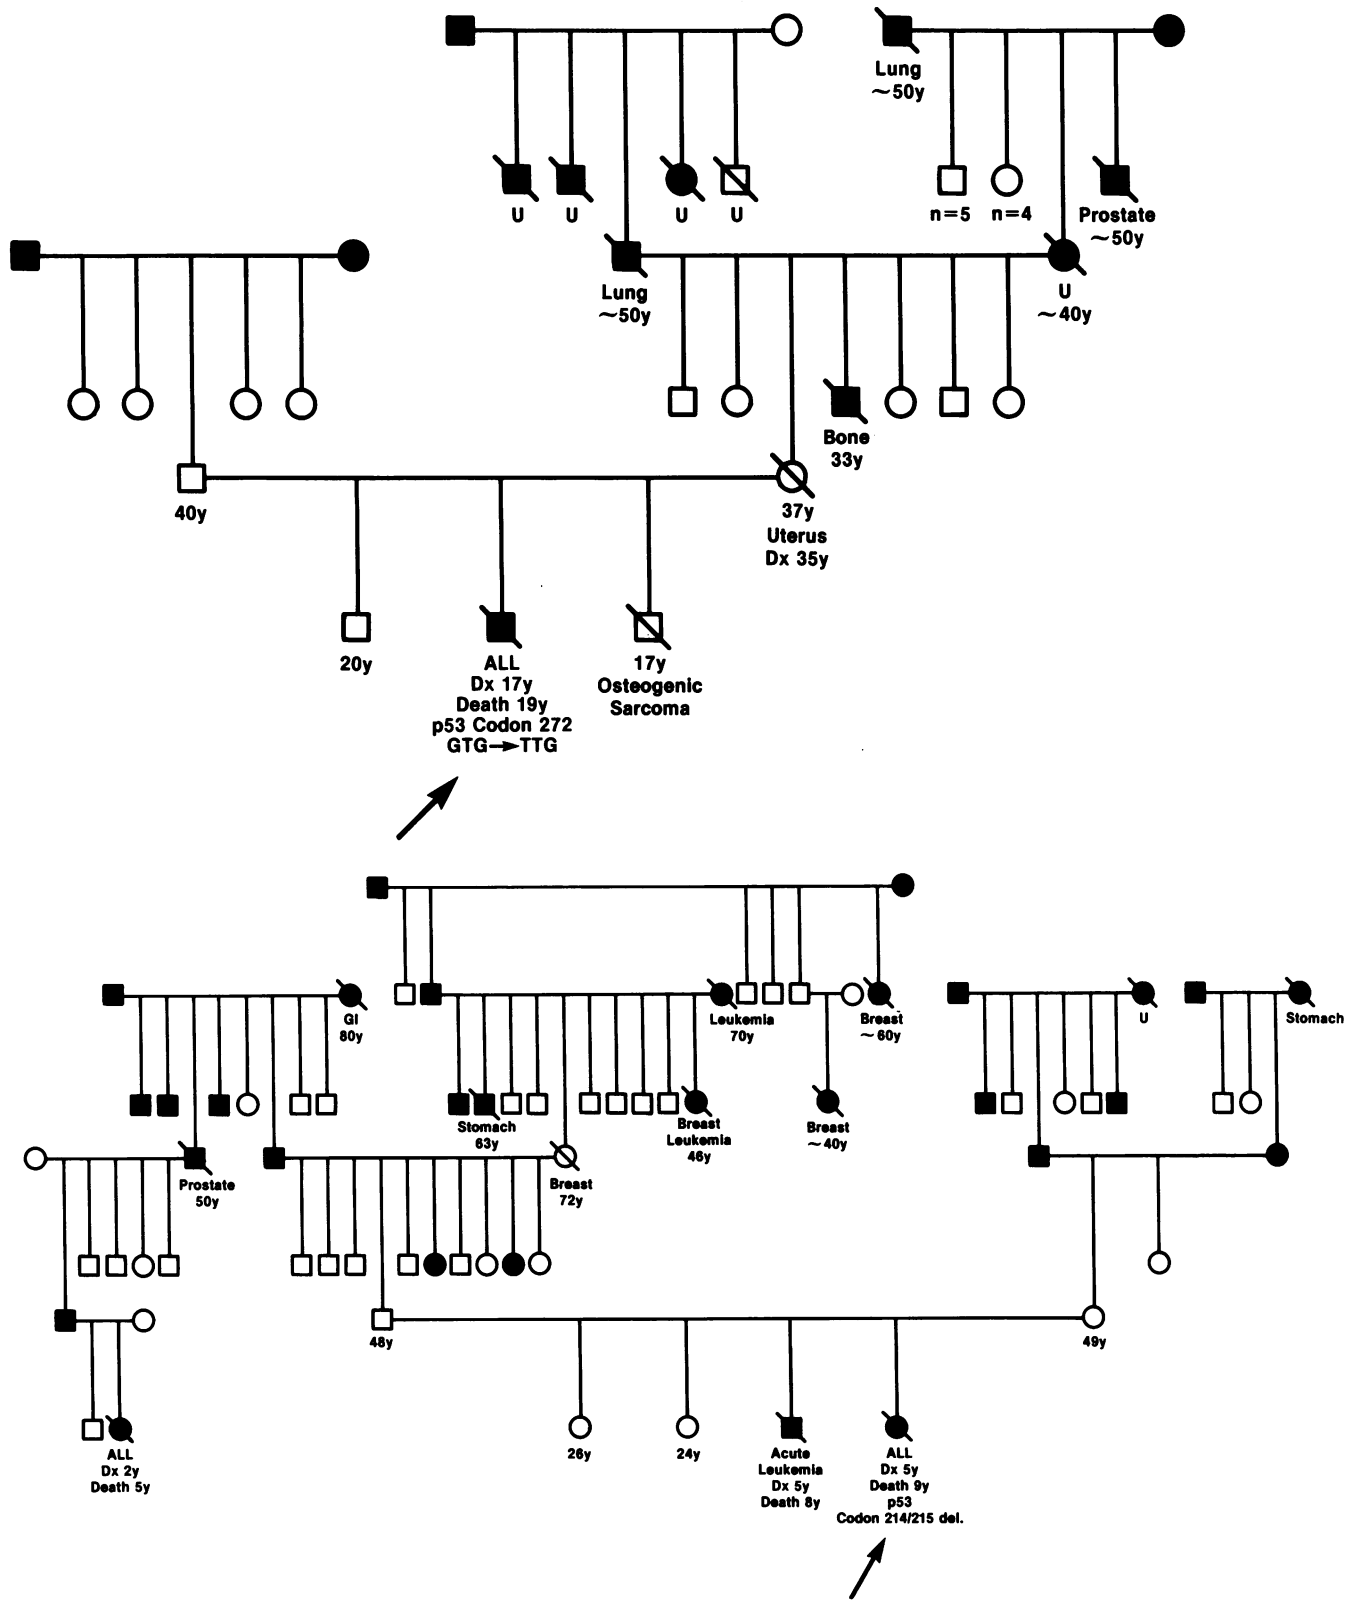 Lung
~50y
U
U
U
U
n=5
n=4
Prostate
~50y
Lung
~50y
U
~40y
Bone
33y
40y
37y
Uterus
Dx 35y
20y
ALL
Dx 17y
Death 19y
p53 Codon 272
GTG→TTG
17y
Osteogenic
Sarcoma
GI
80y
Leukemia
70y
Breast
~60y
U
Stomach
Stomach
63y
Breast
Leukemia
46y
Breast
~40y
Prostate
50y
Breast
72y
48y
49y
ALL
Dx 2y
Death 5y
26y
24y
Acute
Leukemia
Dx 5y
Death 8y
ALL
Dx 5y
Death 9y
p53
Codon 214/215 del.